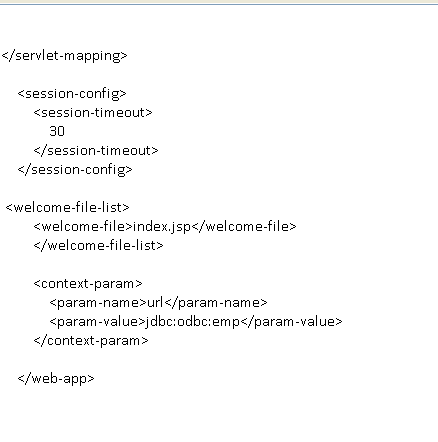 </servlet-mapping>
<session-config>
<session-timeout>
30
</session-timeout>
</session-config>
<welcome-file-list>
<welcome-file>index.jsp</welcome-file>
</welcome-file-list>
<context-param>
<param-name>url</param-name>
<param-value>jdbc:odbc:emp</param-value>
</context-param>
</web-app>